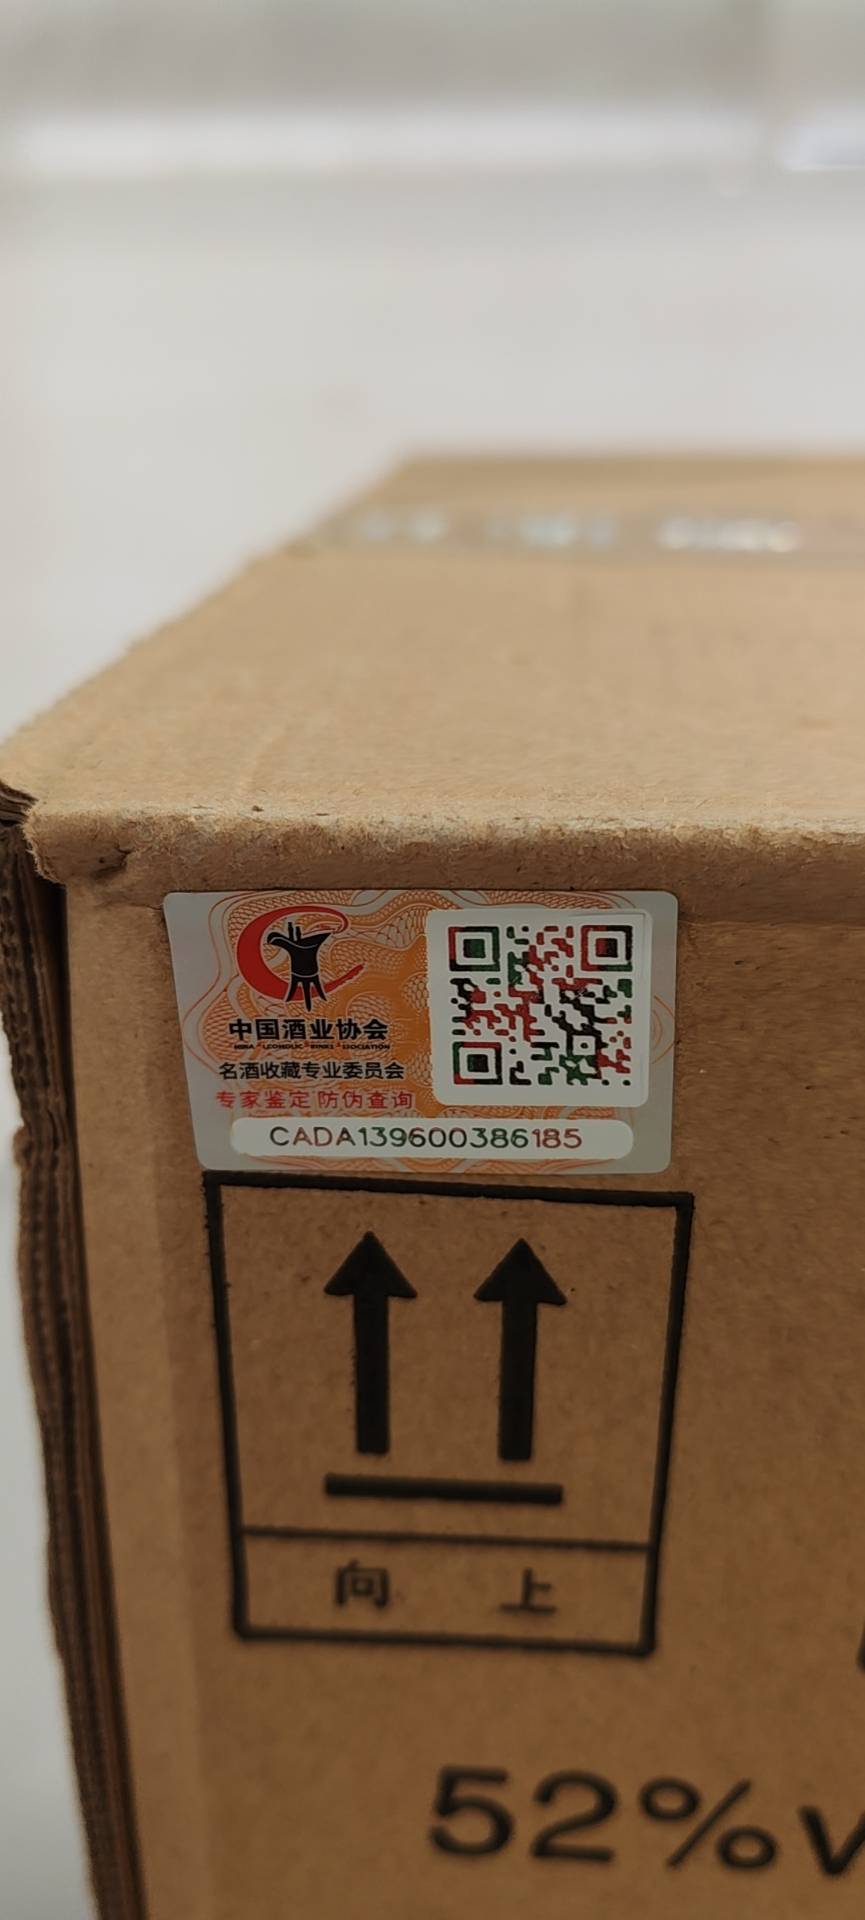 中国酒业协会
名酒收藏专业委员会
专家鉴定 防伪查询
CADA139600386185
向 上
52%v